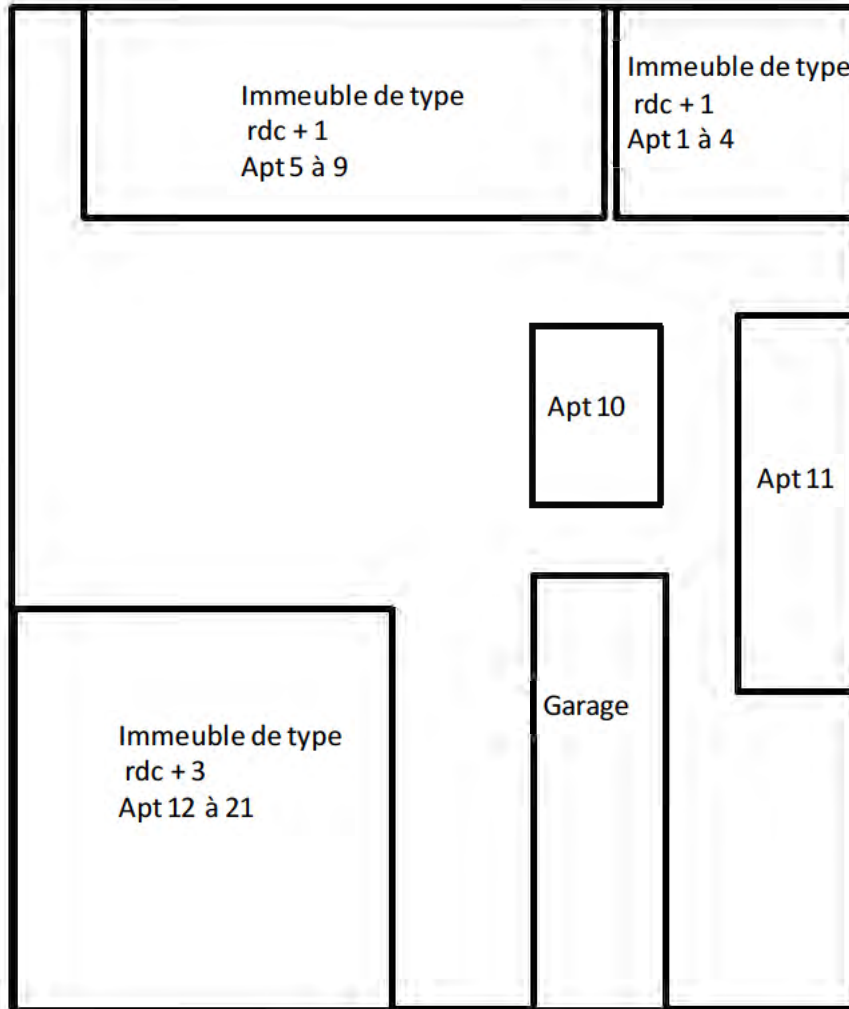 Immeuble de type
rdc + 1
Apt 5 à 9
Immeuble de type
rdc + 1
Apt 1 à 4
Apt 10
Apt 11
Garage
Immeuble de type
rdc + 3
Apt 12 à 21